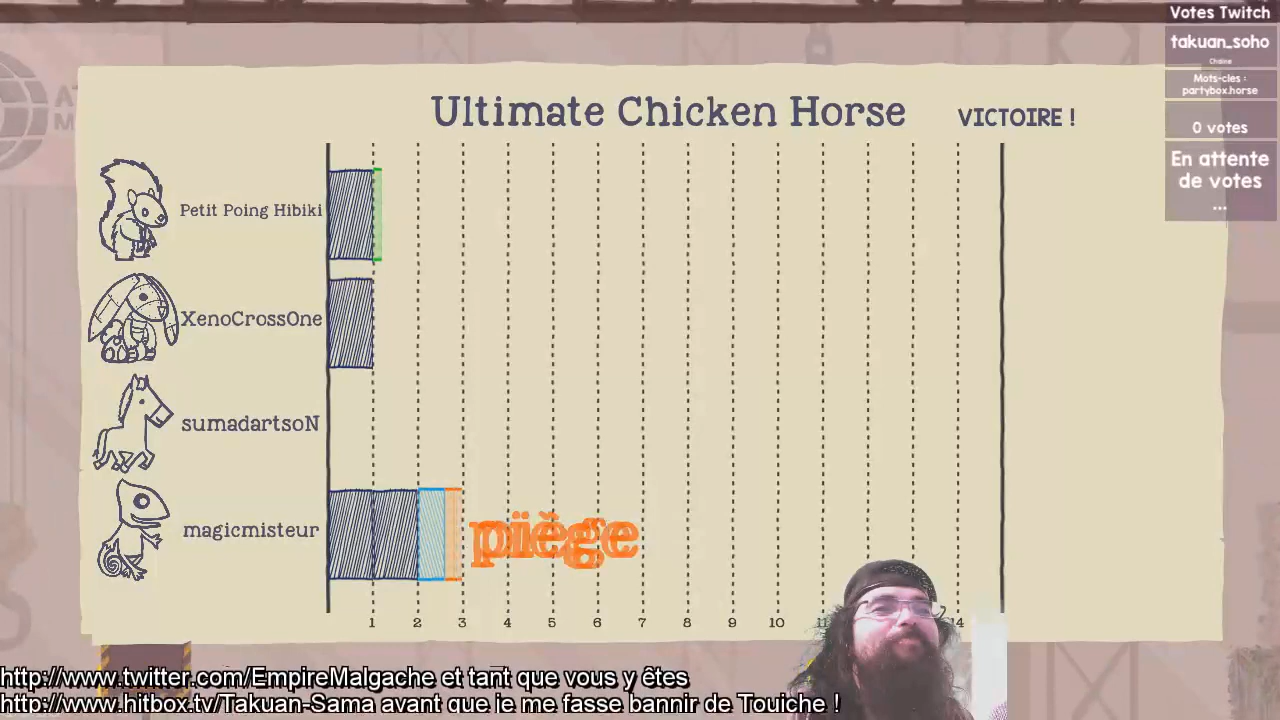 Votes Twitch
takuan_soho
Chaîne
Mots-cles :
partybox.horse
0 votes
En attente
de votes
...
Ultimate Chicken Horse
VICTOIRE !
Petit Poing Hibiki
XenoCrossOne
sumadartsoN
magicmisteur
piège
1 2 3 4 5 6 7 8 9 10 11 14
http://www.twitter.com/EmpireMalgache et tant que vous y êtes
http://www.hitbox.tv/Takuan-Sama avant que je me fasse bannir de Touiche !